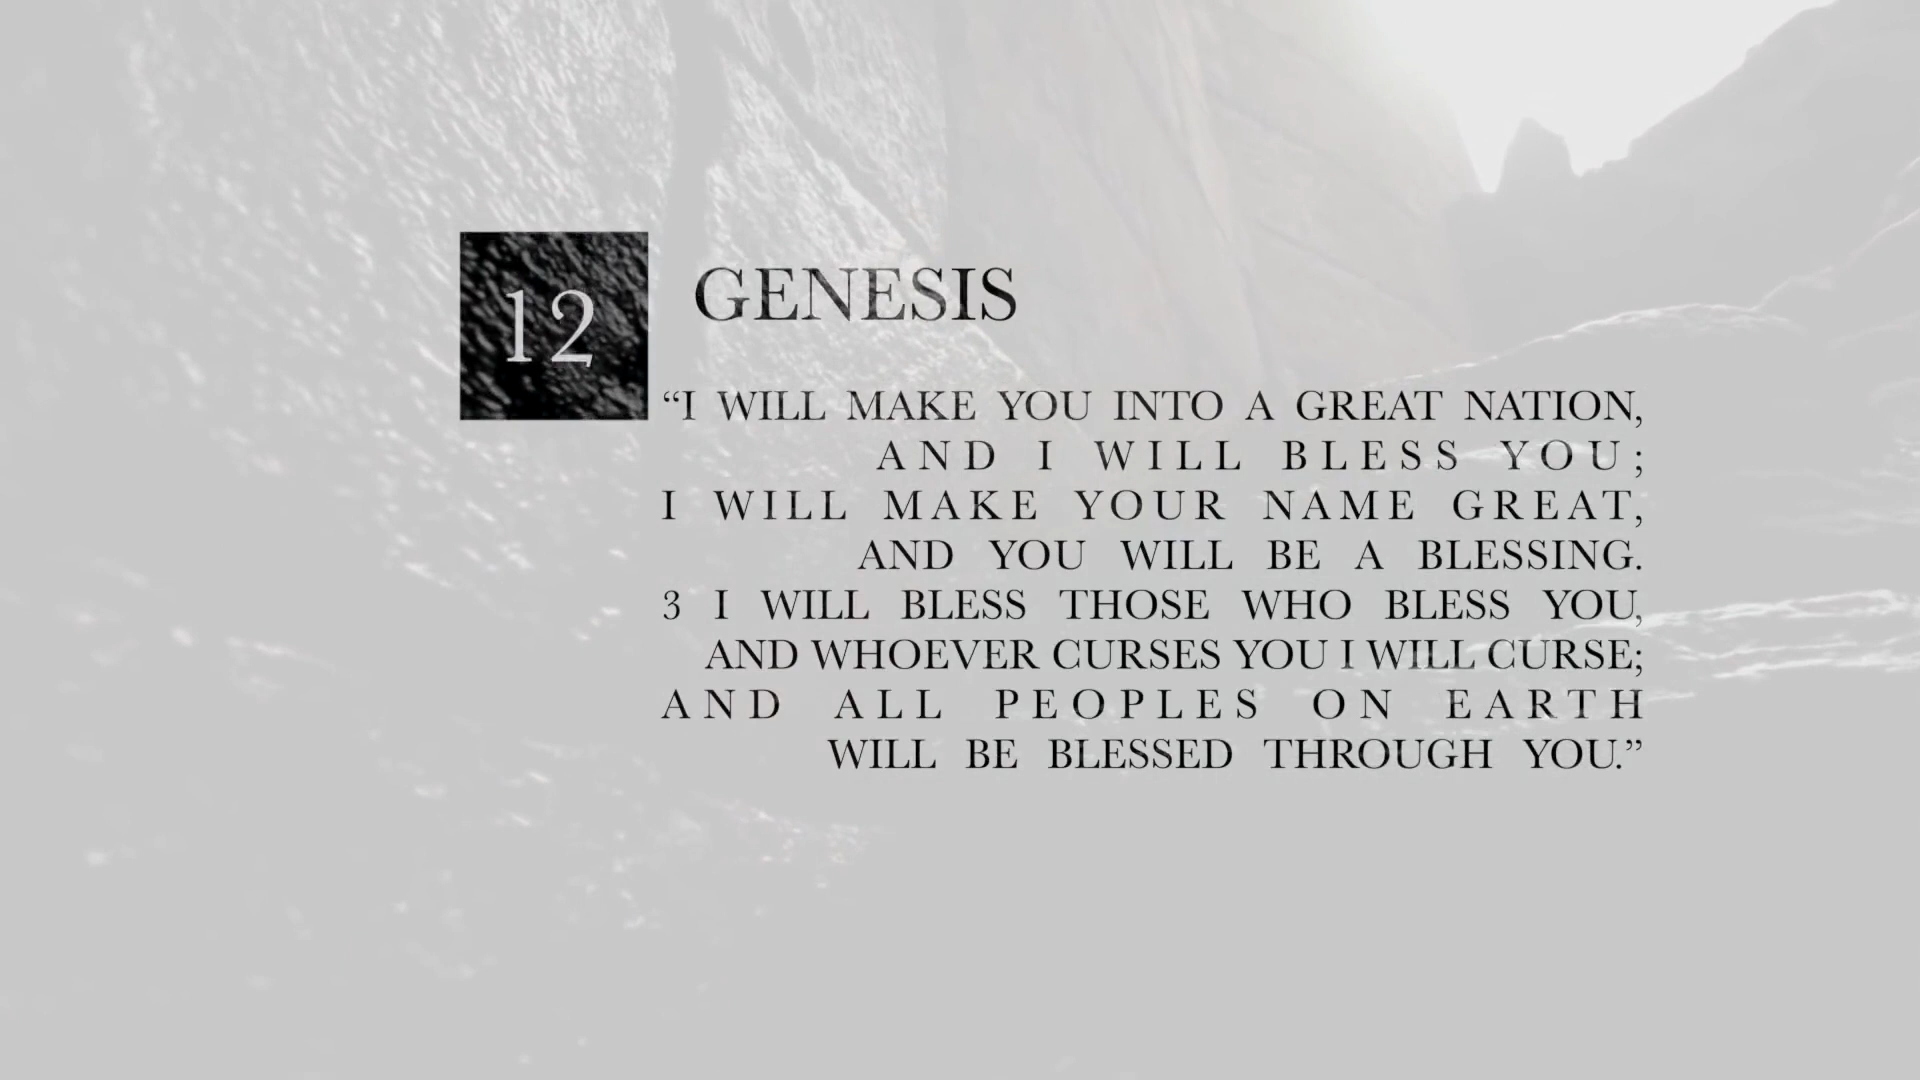 12
GENESIS
“I WILL MAKE YOU INTO A GREAT NATION,
AND I WILL BLESS YOU;
I WILL MAKE YOUR NAME GREAT,
AND YOU WILL BE A BLESSING.
3 I WILL BLESS THOSE WHO BLESS YOU,
AND WHOEVER CURSES YOU I WILL CURSE;
AND ALL PEOPLES ON EARTH
WILL BE BLESSED THROUGH YOU.”